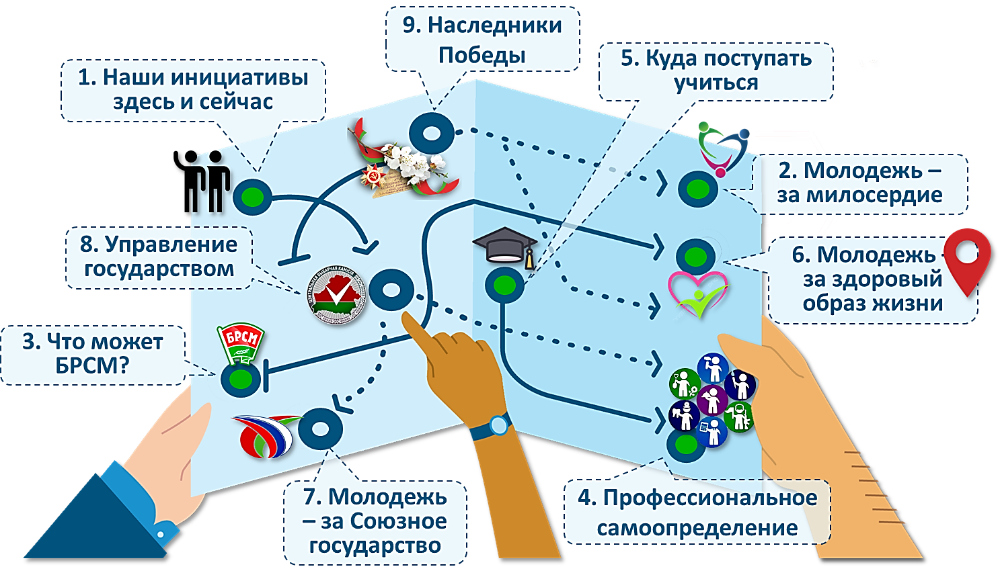 9. Наследники
Победы
5. Куда поступать
учиться
1. Наши инициативы
здесь и сейчас
2. Молодежь –
за милосердие
8. Управление
государством
6. Молодежь -
за здоровый
образ жизни
3. Что может
БРСМ?
БРСМ
7. Молодежь
– за Союзное
государство
4. Профессиональное
самоопределение